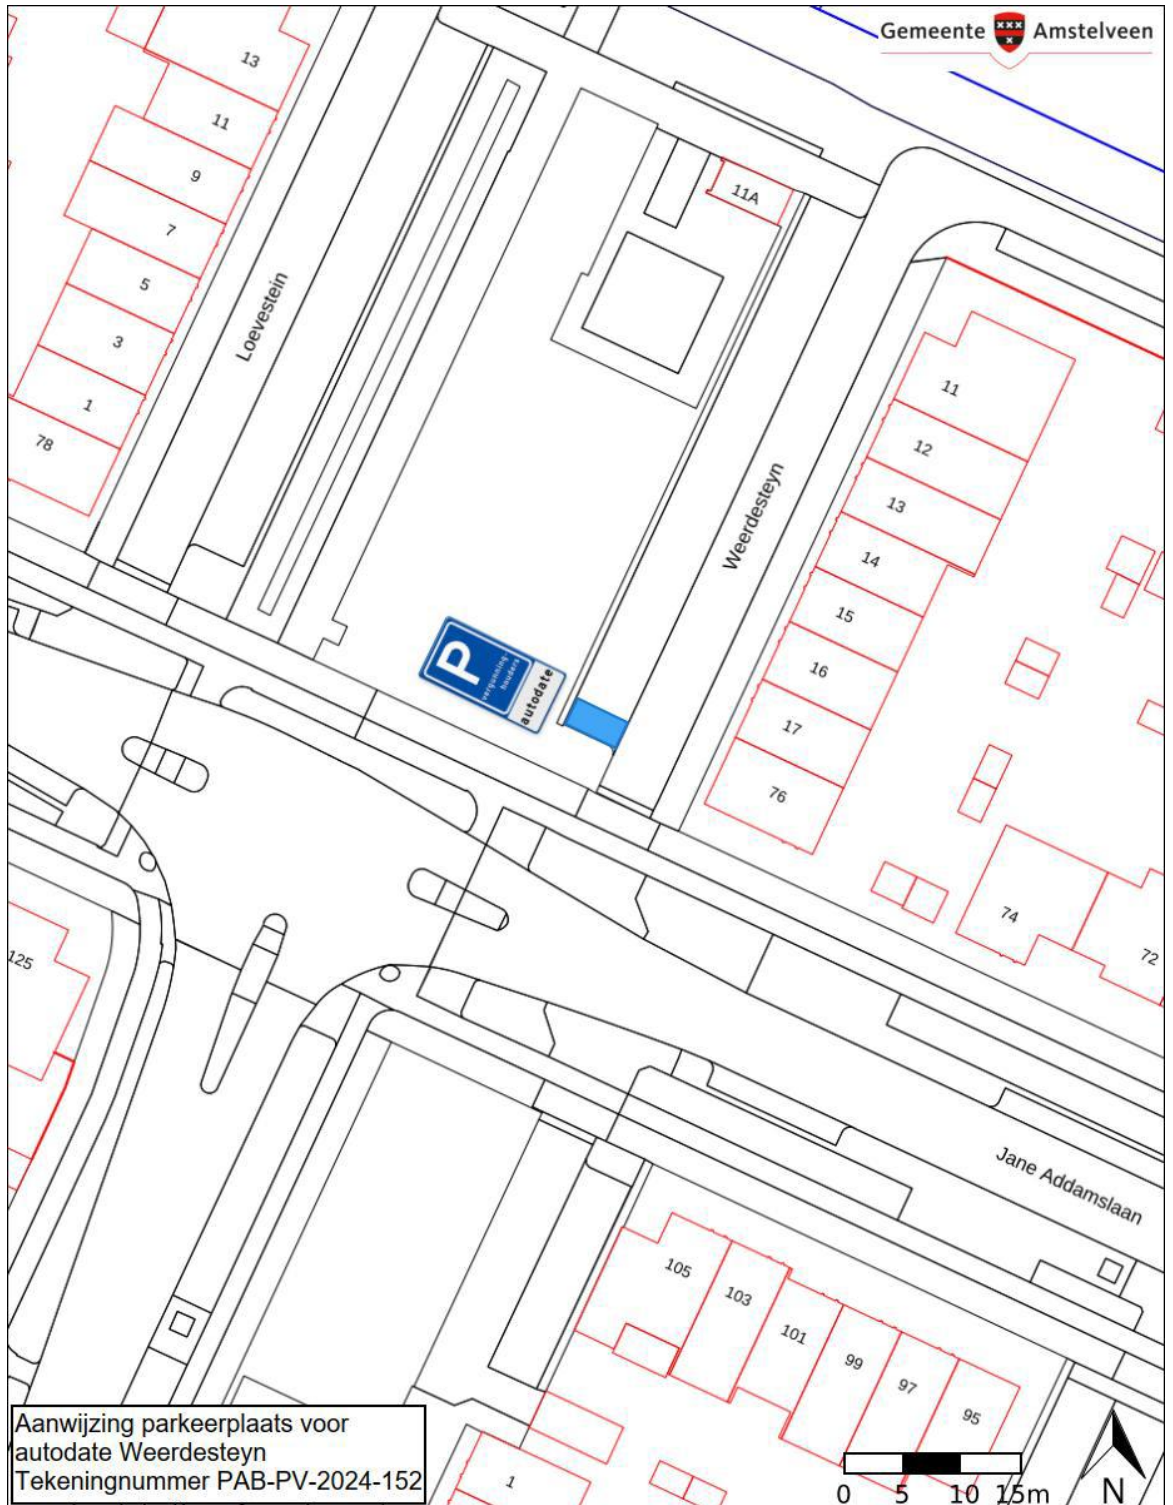 Gemeente Amstelveen
13
11
9
7
5
3
1
78
Loevestein
11A
Weerdesteyn
11
12
13
14
15
16
17
76
74
72
P
vergunning-
houders
autodate
125
Jane Addamslaan
105
103
101
99
97
95
1
Aanwijzing parkeerplaats voor
autodate Weerdesteyn
Tekeningnummer PAB-PV-2024-152
0 5 10 15m
N